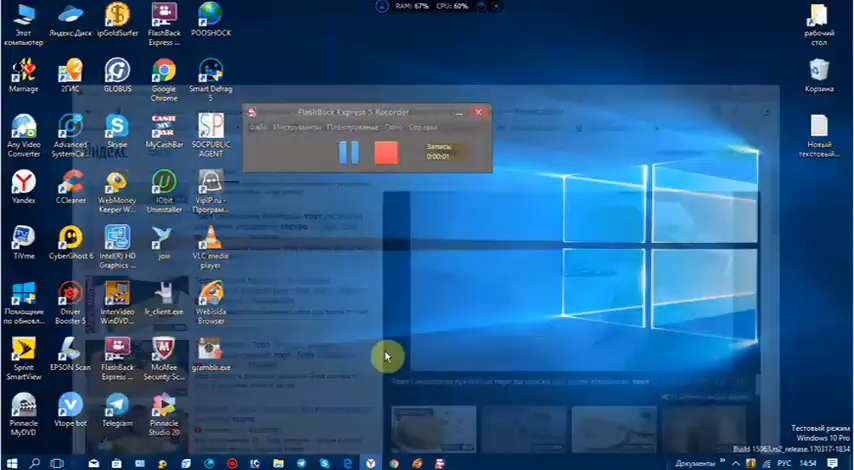 RAM: 67% CPU: 60%
Этот компьютер
Яндекс.Диск
ipGoldSurfer
FlashBack Express ...
POOSHOCK
рабочий стол
Marriage
2ГИС
GLOBUS
Google Chrome
Smart Defrag 5
Корзина
FlashBack Express 5 Recorder
Файл Инструменты Планирование Справка
Запись:
0:00:01
Any Video Converter
Advanced SystemCa...
Skype
MyCashBar
SOCPUBLIC AGENT
Новый текстовый...
Yandex
CCleaner
WebMoney Keeper W...
IObit Uninstaller
VipIP.ru - Програм...
TiVme
CyberGhost 6
Intel(R) HD Graphics ...
joxi
VLC media player
Помощник по обновл...
Driver Booster 5
InterVideo WinDVD...
lr_client.exe
Webisida Browser
Sprint SmartView
EPSON Scan
FlashBack Express ...
McAfee Security Sc...
gramblr.exe
Pinnacle MyDVD
Vtope bot
Telegram
Pinnacle Studio 20
Тестовый режим
Windows 10 Pro
Build 15063.rs2_release.170317-1834
Документы
РУС
14:54